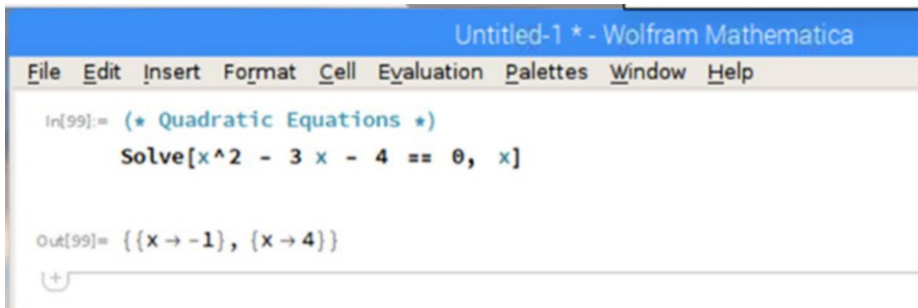 Untitled-1 * - Wolfram Mathematica
File Edit Insert Format Cell Evaluation Palettes Window Help
In[99]:= (* Quadratic Equations *)
Solve[x^2 - 3 x - 4 == 0, x]
Out[99]= {{x → -1}, {x → 4}}
+